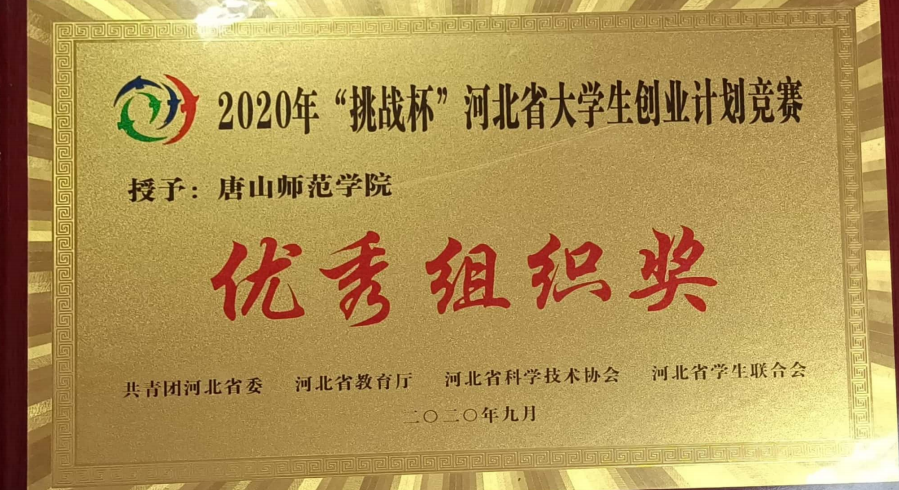 2020年“挑战杯”河北省大学生创业计划竞赛
授予：唐山师范学院
优秀组织奖
共青团河北省委 河北省教育厅 河北省科学技术协会 河北省学生联合会
二〇二〇年九月